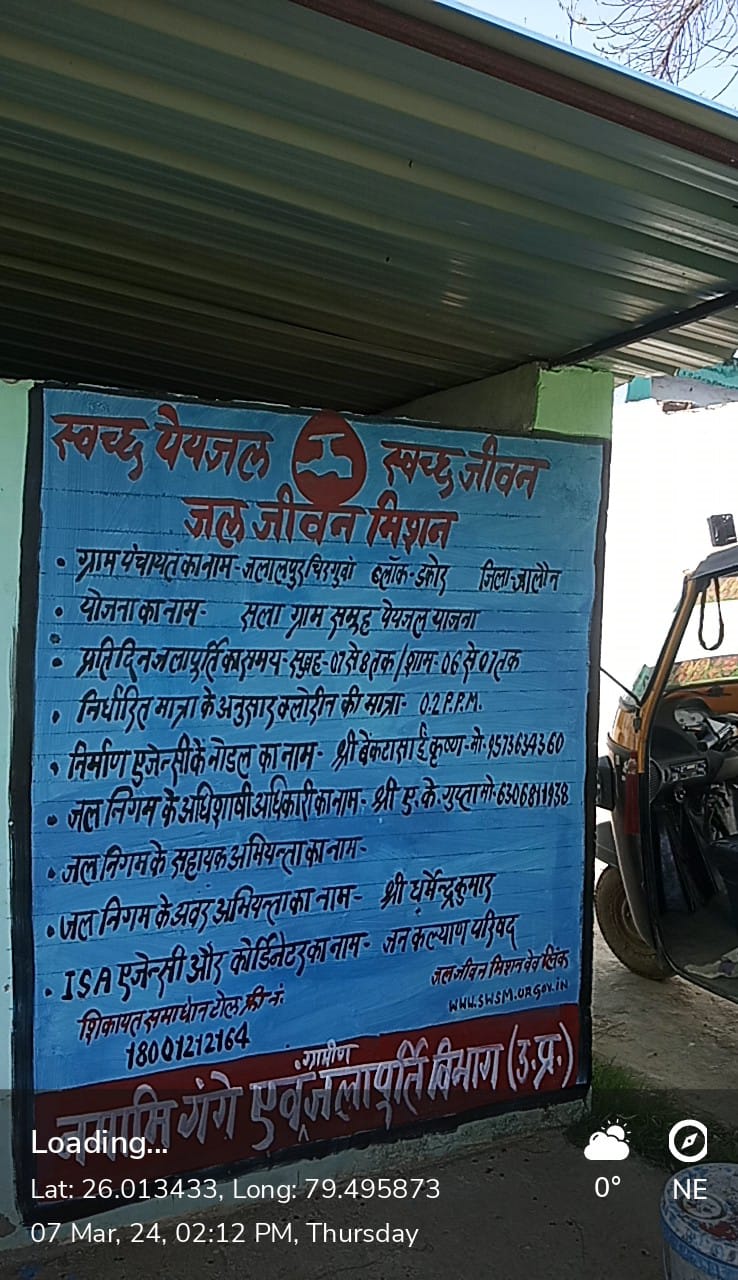 स्वच्छ पेयजल स्वच्छ जीवन
जल जीवन मिशन
• ग्राम पंचायत का नाम- जलालपुर चिरगुवां ब्लॉक-डकोर जिला-जालौन
• योजना का नाम- सला ग्राम समूह पेयजल योजना
• प्रतिदिन जलापूर्ति का समय- सुबह-07 से 8 तक / शाम-06 से 07 तक
• निर्धारित मात्रा के अनुसार क्लोरीन की मात्रा- 0.2 P.P.M.
• निर्माण एजेन्सी के नोडल का नाम- श्री बेंकटा साई कृष्ण-मो-9573634360
• जल निगम के अधिशाषी अधिकारी का नाम- श्री ए.के. गुप्ता मो-6306811938
• जल निगम के सहायक अभियन्ता का नाम-
• जल निगम के अवर अभियन्ता का नाम- श्री धर्मेन्द्र कुमार
• ISA एजेन्सी और कोर्डिनेटर का नाम- जन कल्याण परिषद्
शिकायत समाधान टोल फ्री नं. जल जीवन मिशन वेब लिंक
18001212164 WWW.SWSM.URGOV.IN
नमामि गंगे एवं ग्रामीण जलापूर्ति विभाग (उ.प्र.)
Loading...
Lat: 26.013433, Long: 79.495873 0° NE
07 Mar, 24, 02:12 PM, Thursday